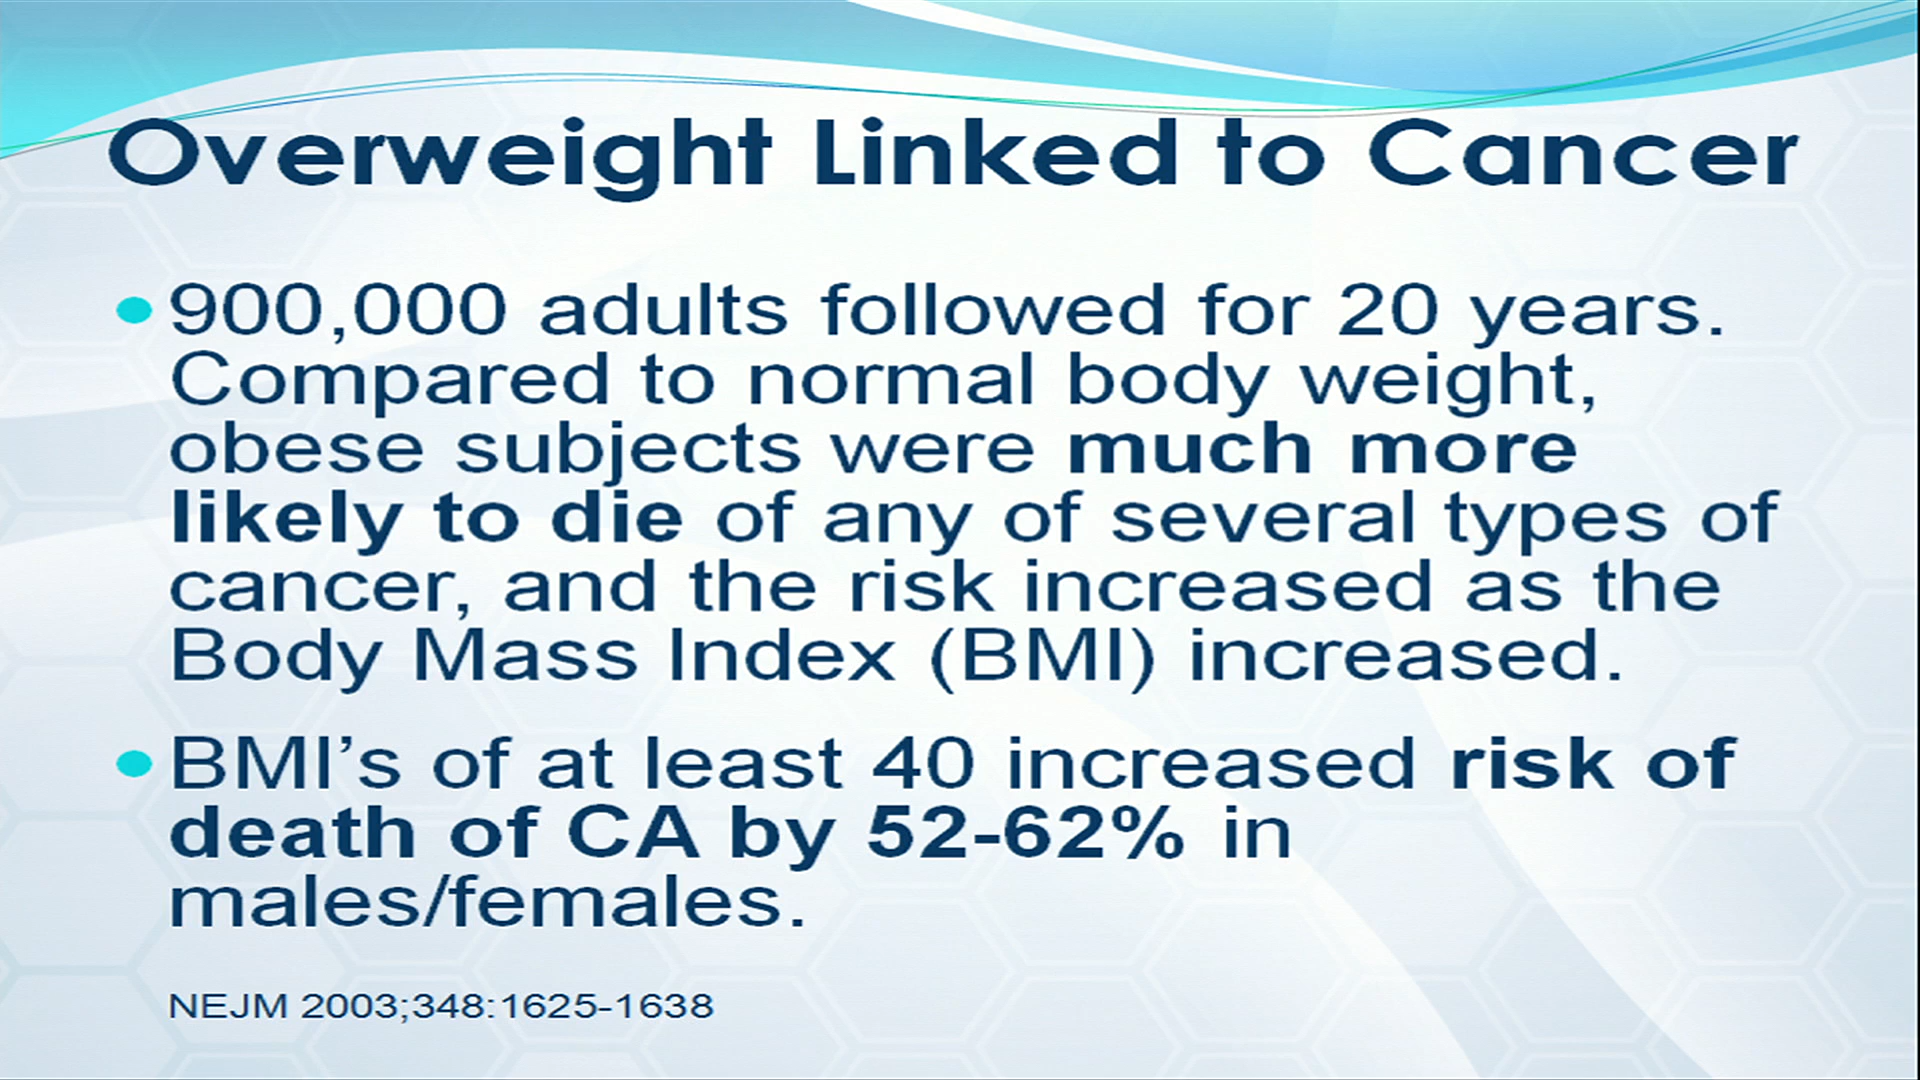 Overweight Linked to Cancer
• 900,000 adults followed for 20 years.
Compared to normal body weight,
obese subjects were much more
likely to die of any of several types of
cancer, and the risk increased as the
Body Mass Index (BMI) increased.
• BMI’s of at least 40 increased risk of
death of CA by 52-62% in
males/females.
NEJM 2003;348:1625-1638